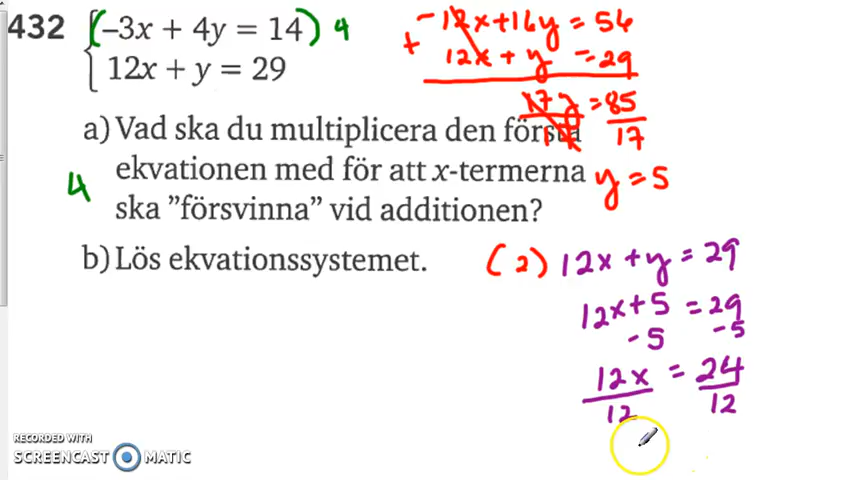 432 (–3x + 4y = 14) 4
12x + y = 29
a) Vad ska du multiplicera den första
ekvationen med för att x-termerna
ska ”försvinna” vid additionen?
4
b) Lös ekvationssystemet.
-12x + 16y = 56
+ 12x + y = 29
17y = 85
17 17
y = 5
(2) 12x + y = 29
12x + 5 = 29
-5 -5
12x = 24
12 12
RECORDED WITH
SCREENCAST MATIC